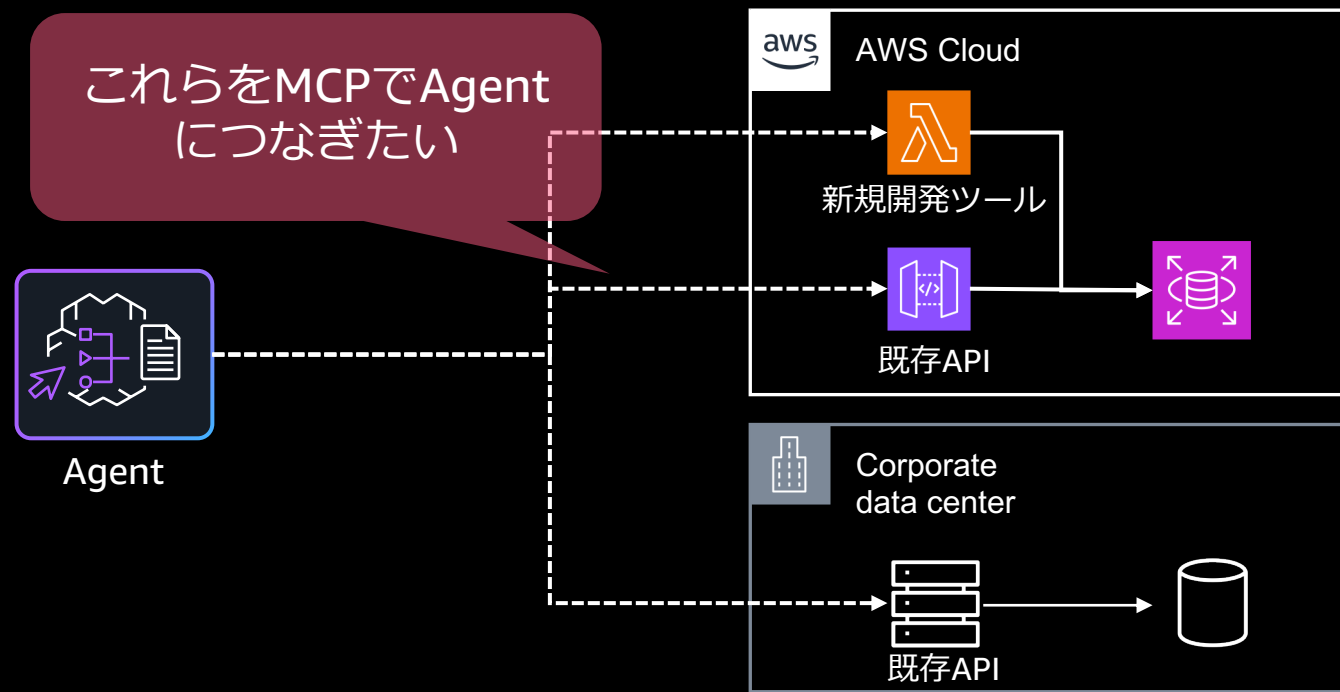 これらをMCPでAgent
につなぎたい
aws
AWS Cloud
新規開発ツール
</>
既存API
Agent
Corporate
data center
既存API